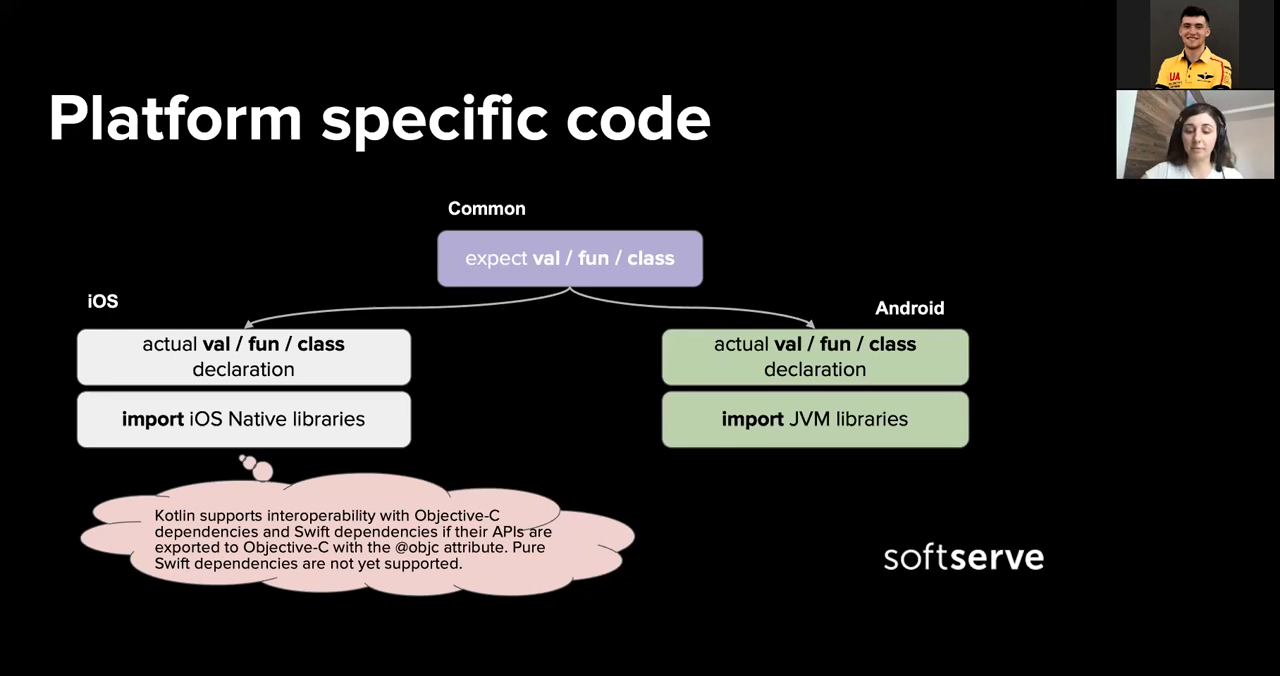 Platform specific code
Common
expect val / fun / class
iOS
Android
actual val / fun / class
declaration
import iOS Native libraries
actual val / fun / class
declaration
import JVM libraries
Kotlin supports interoperability with Objective-C
dependencies and Swift dependencies if their APIs are
exported to Objective-C with the @objc attribute. Pure
Swift dependencies are not yet supported.
softserve
UA